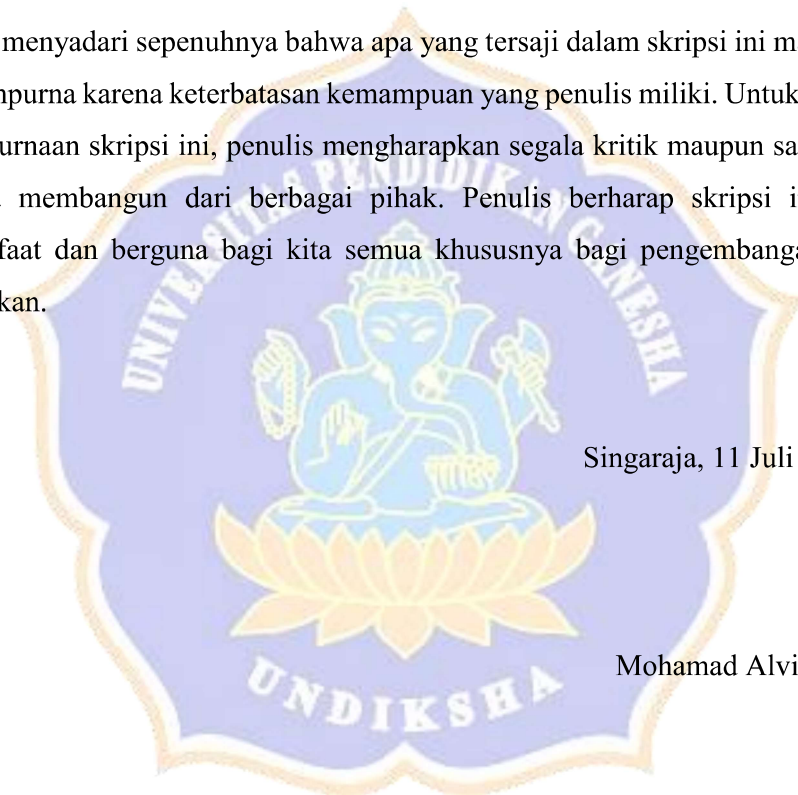 menyadari sepenuhnya bahwa apa yang tersaji dalam skripsi ini m
npurna karena keterbatasan kemampuan yang penulis miliki. Untuk
urnaan skripsi ini, penulis mengharapkan segala kritik maupun sa
membangun dari berbagai pihak. Penulis berharap skripsi i
faat dan berguna bagi kita semua khususnya bagi pengembanga
kan.
UNIVERSITAS PENDIDIKAN GANESHA
Singaraja, 11 Juli
Mohamad Alvi
UNDIKSHA